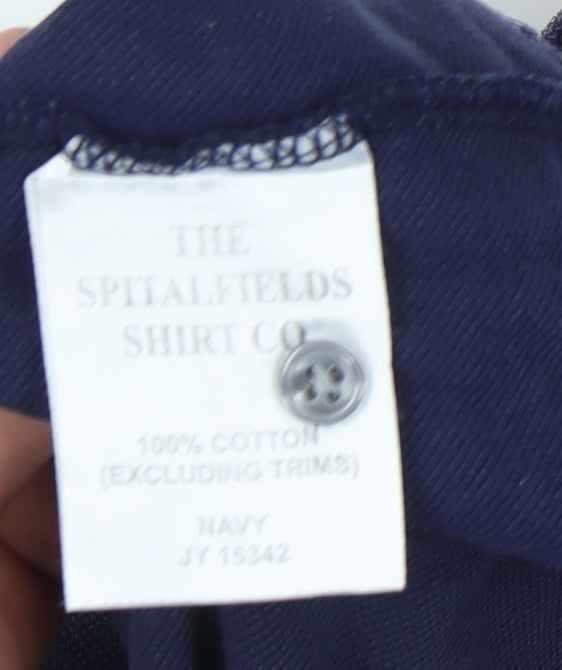 THE
SPITALFIELDS
SHIRT CO
100% COTTON
(EXCLUDING TRIMS)
NAVY
JY 15342